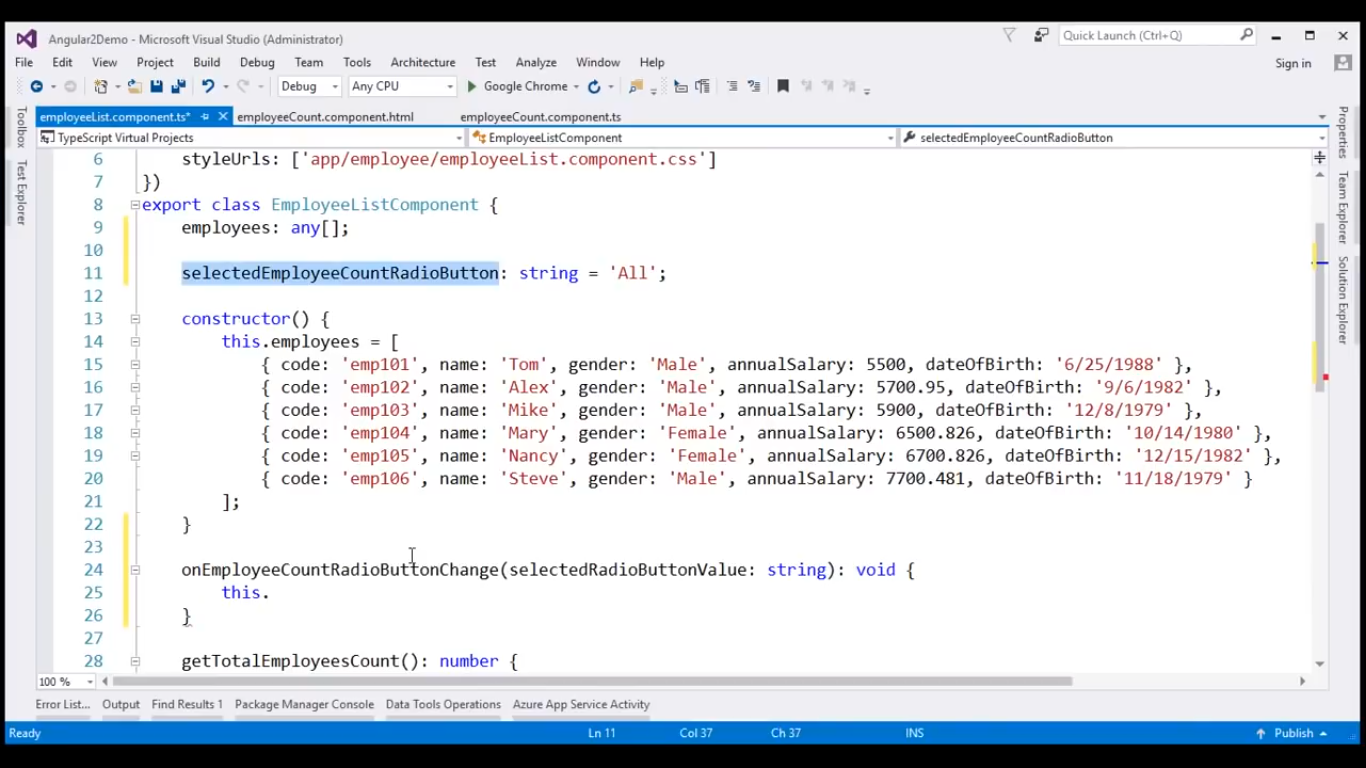 Angular2Demo - Microsoft Visual Studio (Administrator)
Quick Launch (Ctrl+Q)
File Edit View Project Build Debug Team Tools Architecture Test Analyze Window Help
Sign in
Debug Any CPU Google Chrome
employeeList.component.ts* employeeCount.component.html employeeCount.component.ts
TypeScript Virtual Projects EmployeeListComponent selectedEmployeeCountRadioButton
Toolbox
Test Explorer
Properties
Team Explorer
Solution Explorer
6 styleUrls: ['app/employee/employeeList.component.css']
7 })
8 export class EmployeeListComponent {
9 employees: any[];
10
11 selectedEmployeeCountRadioButton: string = 'All';
12
13 constructor() {
14 this.employees = [
15 { code: 'emp101', name: 'Tom', gender: 'Male', annualSalary: 5500, dateOfBirth: '6/25/1988' },
16 { code: 'emp102', name: 'Alex', gender: 'Male', annualSalary: 5700.95, dateOfBirth: '9/6/1982' },
17 { code: 'emp103', name: 'Mike', gender: 'Male', annualSalary: 5900, dateOfBirth: '12/8/1979' },
18 { code: 'emp104', name: 'Mary', gender: 'Female', annualSalary: 6500.826, dateOfBirth: '10/14/1980' },
19 { code: 'emp105', name: 'Nancy', gender: 'Female', annualSalary: 6700.826, dateOfBirth: '12/15/1982' },
20 { code: 'emp106', name: 'Steve', gender: 'Male', annualSalary: 7700.481, dateOfBirth: '11/18/1979' }
21 ];
22 }
23
24 onEmployeeCountRadioButtonChange(selectedRadioButtonValue: string): void {
25 this.
26 }
27
28 getTotalEmployeesCount(): number {
100 %
Error List... Output Find Results 1 Package Manager Console Data Tools Operations Azure App Service Activity
Ready Ln 11 Col 37 Ch 37 INS Publish